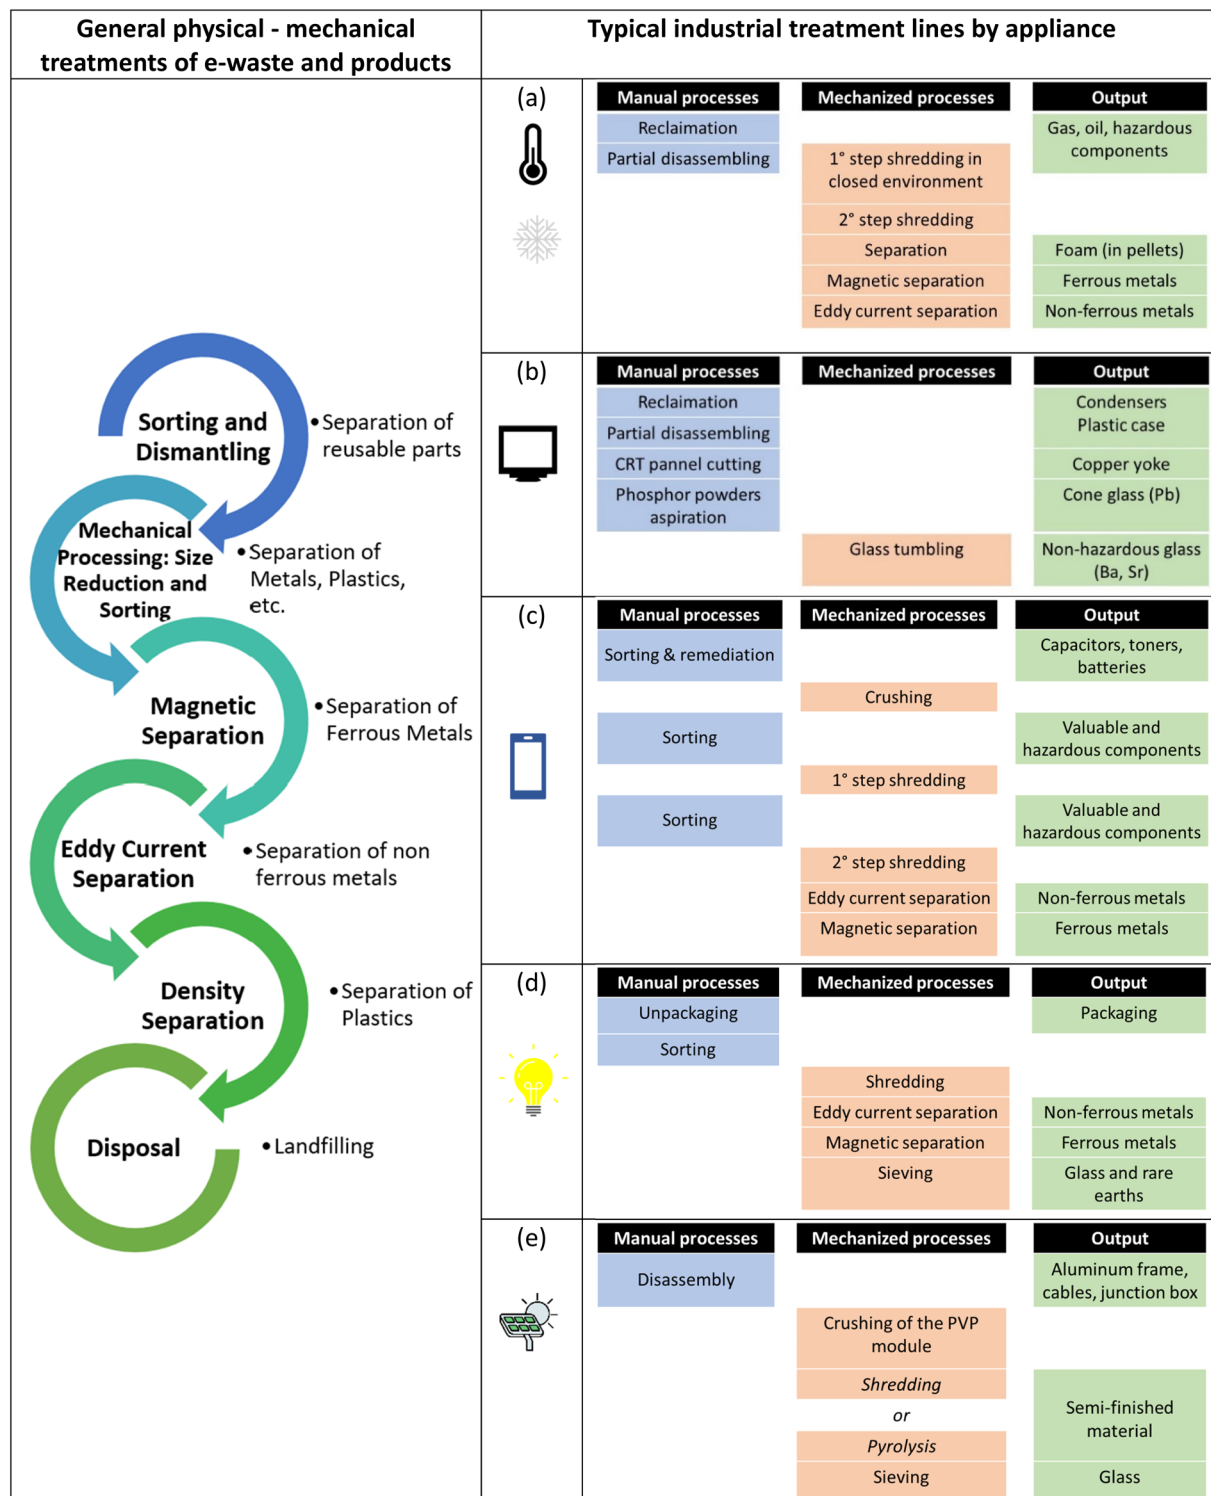 General physical - mechanical
treatments of e-waste and products
Typical industrial treatment lines by appliance
Sorting and
Dismantling
•Separation of
reusable parts
Mechanical
Processing: Size
Reduction and
Sorting
•Separation of
Metals, Plastics,
etc.
Magnetic
Separation
•Separation of
Ferrous Metals
Eddy Current
Separation
•Separation of non
ferrous metals
Density
Separation
•Separation of
Plastics
Disposal
•Landfilling
(a)
Manual processes
Mechanized processes
Output
Reclaimation
Gas, oil, hazardous
components
Partial disassembling
1° step shredding in
closed environment
2° step shredding
Separation
Foam (in pellets)
Magnetic separation
Ferrous metals
Eddy current separation
Non-ferrous metals
(b)
Manual processes
Mechanized processes
Output
Reclaimation
Condensers
Plastic case
Partial disassembling
CRT pannel cutting
Copper yoke
Phosphor powders
aspiration
Cone glass (Pb)
Glass tumbling
Non-hazardous glass
(Ba, Sr)
(c)
Manual processes
Mechanized processes
Output
Sorting & remediation
Capacitors, toners,
batteries
Crushing
Sorting
Valuable and
hazardous components
1° step shredding
Sorting
Valuable and
hazardous components
2° step shredding
Eddy current separation
Non-ferrous metals
Magnetic separation
Ferrous metals
(d)
Manual processes
Mechanized processes
Output
Unpackaging
Packaging
Sorting
Shredding
Eddy current separation
Non-ferrous metals
Magnetic separation
Ferrous metals
Sieving
Glass and rare
earths
(e)
Manual processes
Mechanized processes
Output
Disassembly
Aluminum frame,
cables, junction box
Crushing of the PVP
module
Shredding
or
Pyrolysis
Semi-finished
material
Sieving
Glass